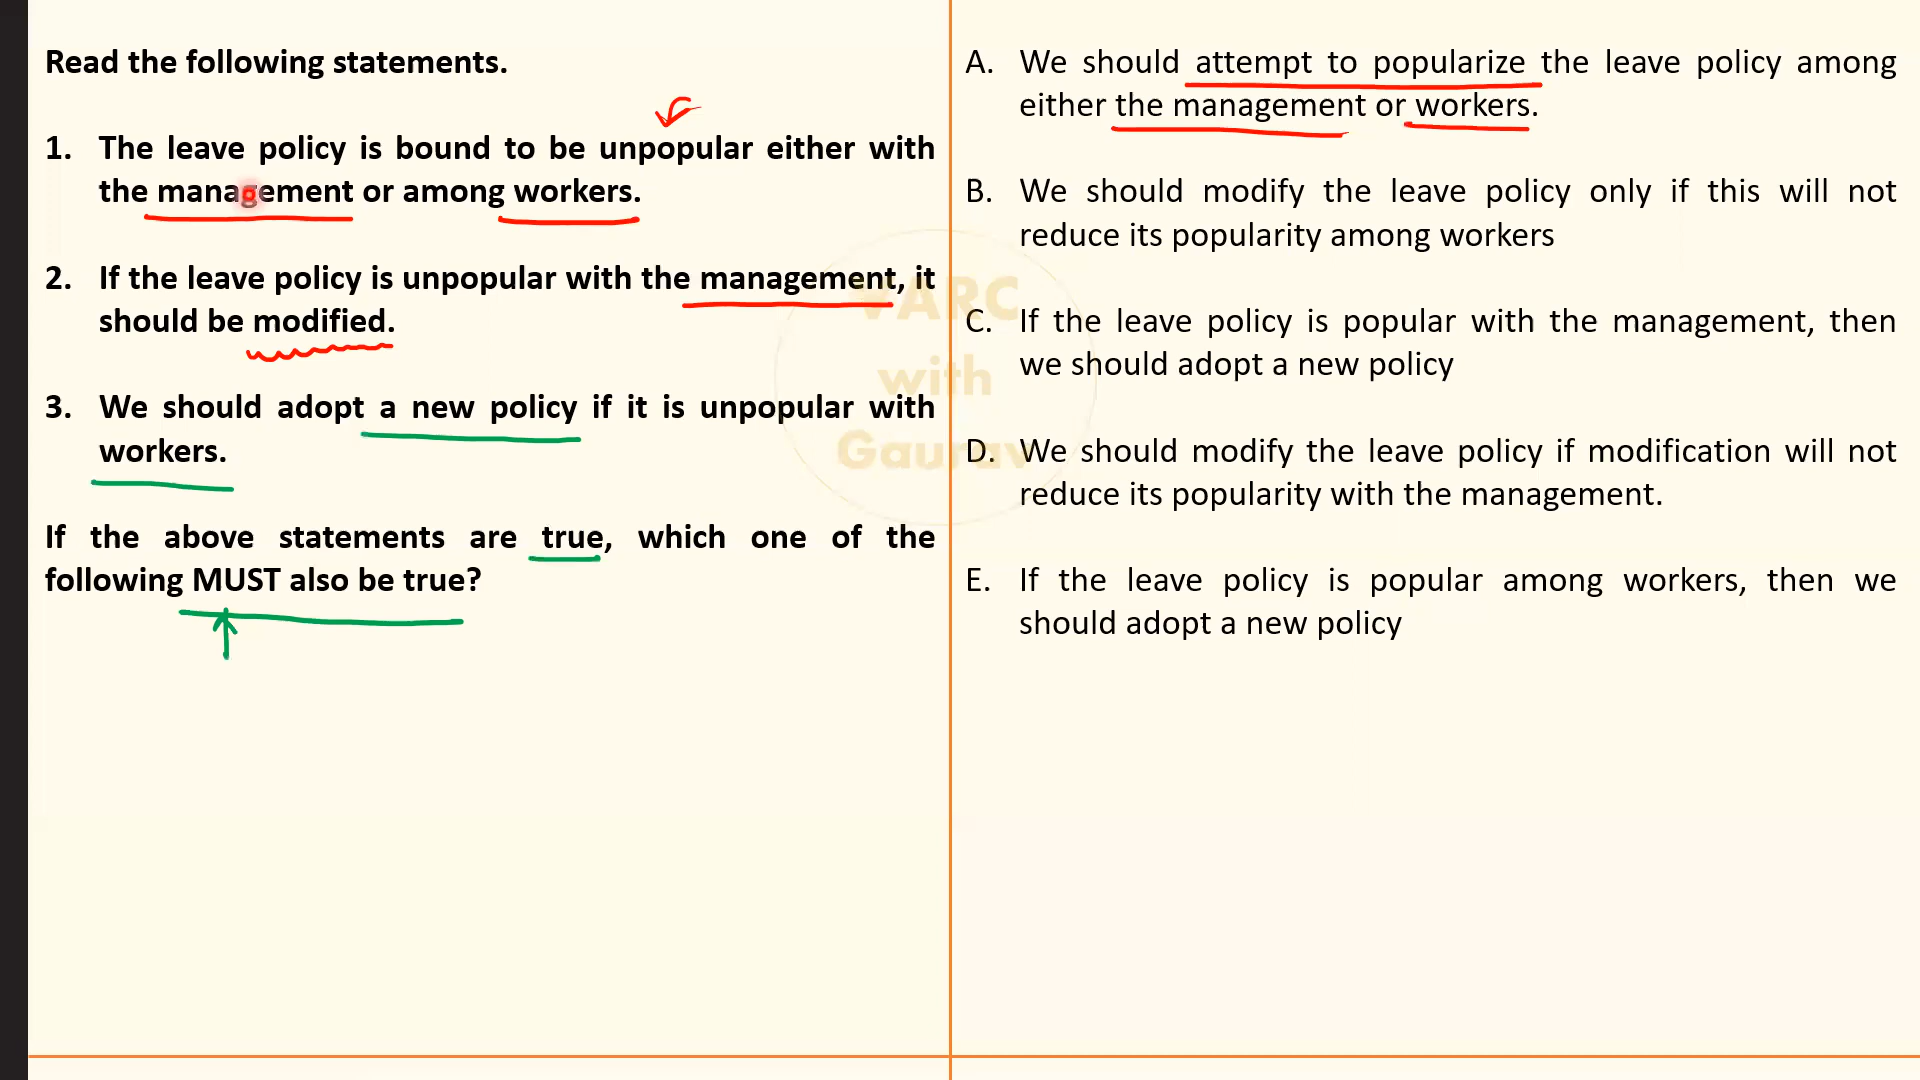 Read the following statements.
1. The leave policy is bound to be unpopular either with
the management or among workers.
2. If the leave policy is unpopular with the management, it
should be modified.
3. We should adopt a new policy if it is unpopular with
workers.
If the above statements are true, which one of the
following MUST also be true?
A. We should attempt to popularize the leave policy among
either the management or workers.
B. We should modify the leave policy only if this will not
reduce its popularity among workers
C. If the leave policy is popular with the management, then
we should adopt a new policy
D. We should modify the leave policy if modification will not
reduce its popularity with the management.
E. If the leave policy is popular among workers, then we
should adopt a new policy
VARC
with
Gaurav